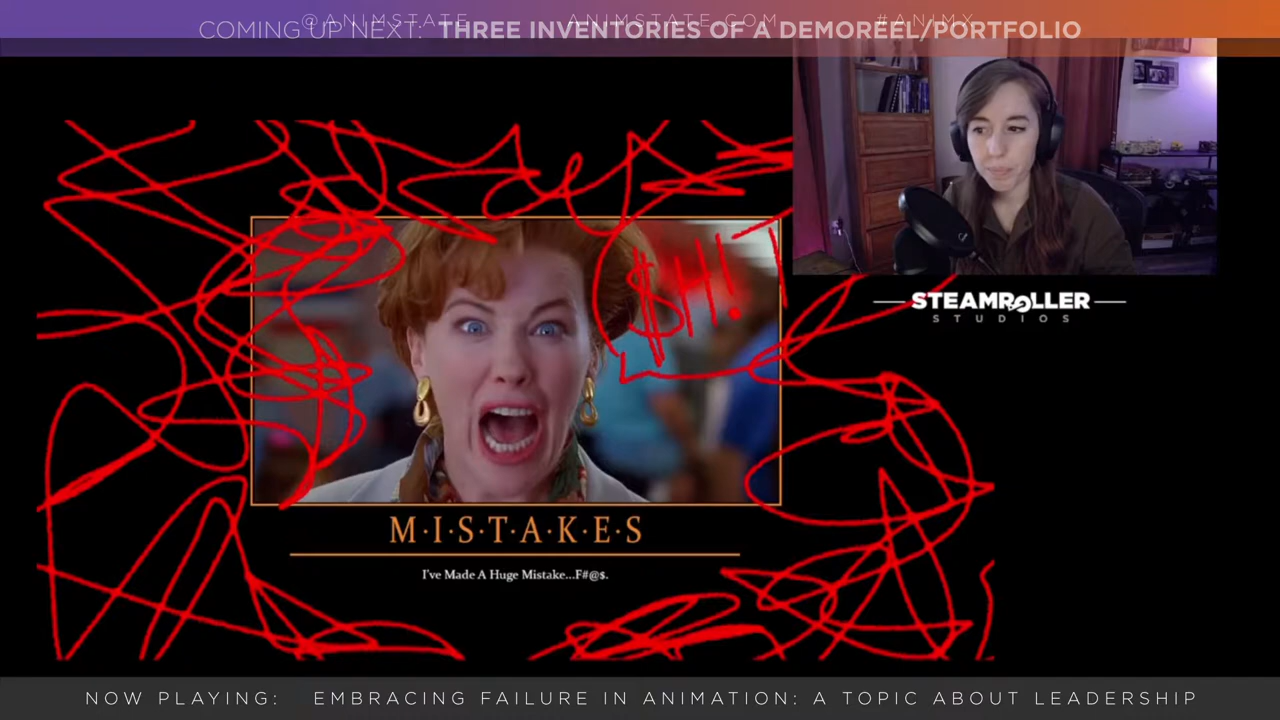 @ANIMSTATE ANIMSTATE.COM #ANIMX
COMING UP NEXT: THREE INVENTORIES OF A DEMOREEL/PORTFOLIO
$H!T
STEAMROLLER
STUDIOS
M·I·S·T·A·K·E·S
I've Made A Huge Mistake...F#@$.
NOW PLAYING: EMBRACING FAILURE IN ANIMATION: A TOPIC ABOUT LEADERSHIP